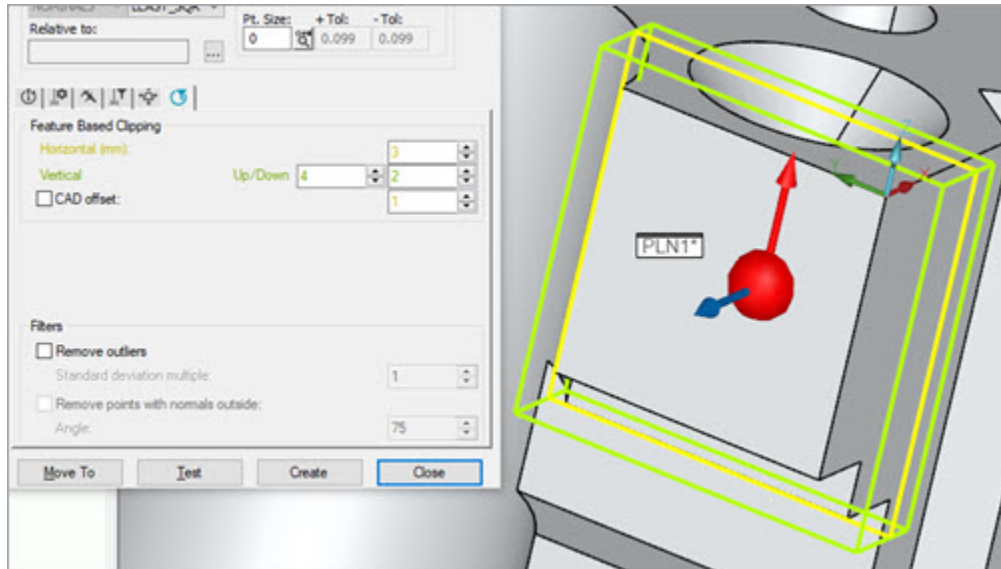 NOMINALS LEAST_SQR
Pt. Size: + Tol: - Tol:
Relative to:
0 0.099 0.099
...
Feature Based Clipping
Horizontal (mm): 3
Vertical Up/Down 4 2
CAD offset: 1
PLN1*
Filters
Remove outliers
Standard deviation multiple: 1
Remove points with normals outside:
Angle: 75
Move To Test Create Close